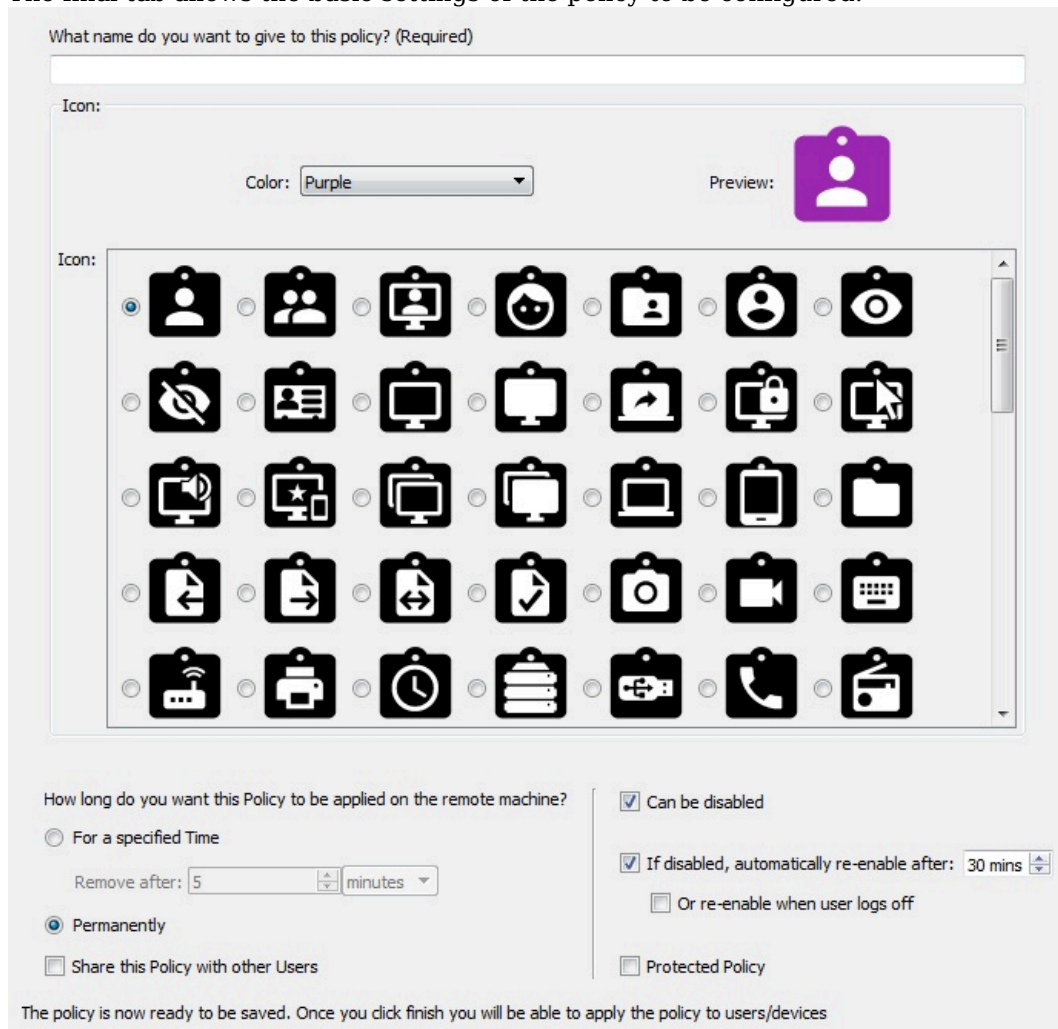 The final tab allows the basic settings of the policy to be configured.
What name do you want to give to this policy? (Required)
Icon:
Color: Purple
Preview:
Icon:
How long do you want this Policy to be applied on the remote machine?
Can be disabled
For a specified Time
If disabled, automatically re-enable after: 30 mins
Remove after: 5 minutes
Or re-enable when user logs off
Permanently
Share this Policy with other Users
Protected Policy
The policy is now ready to be saved. Once you click finish you will be able to apply the policy to users/devices